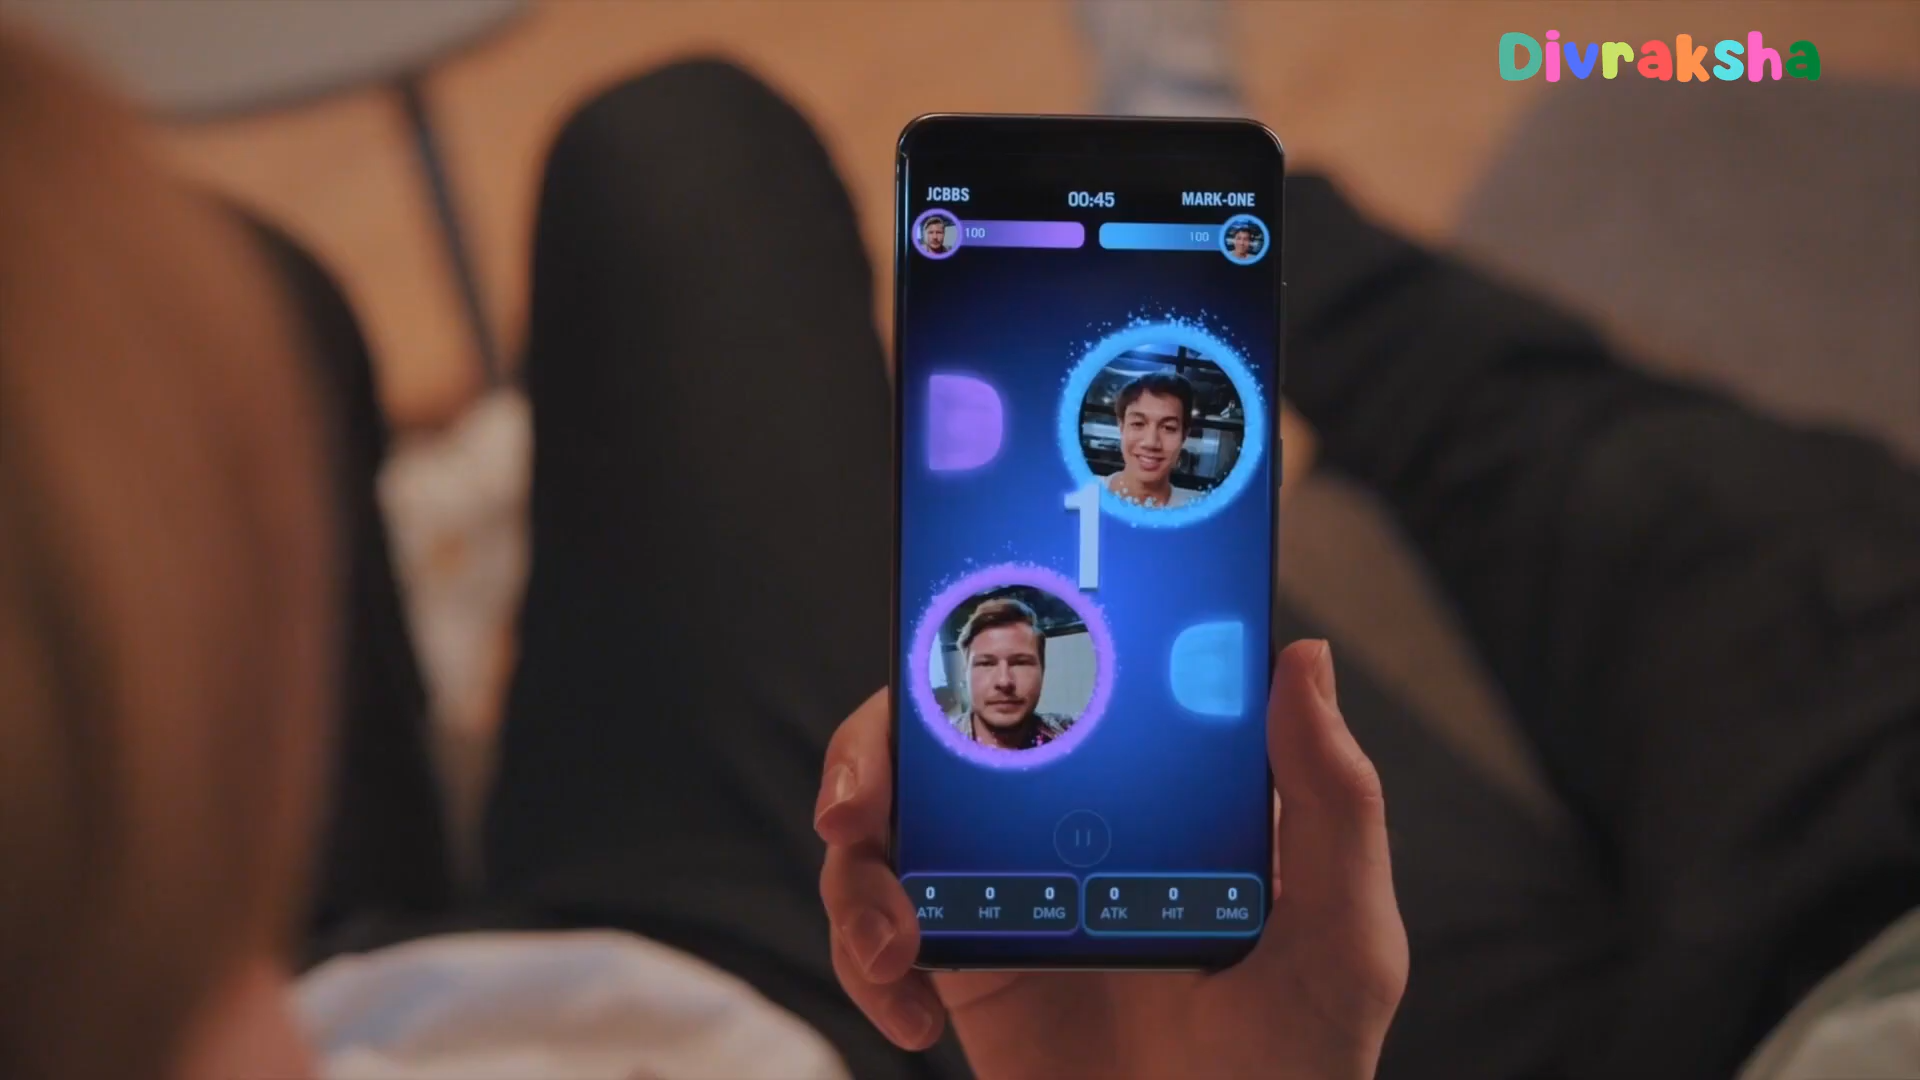 Divraksha
JCBBS 00:45 MARK-ONE
100 100
1
0 0 0 0 0 0
ATK HIT DMG ATK HIT DMG